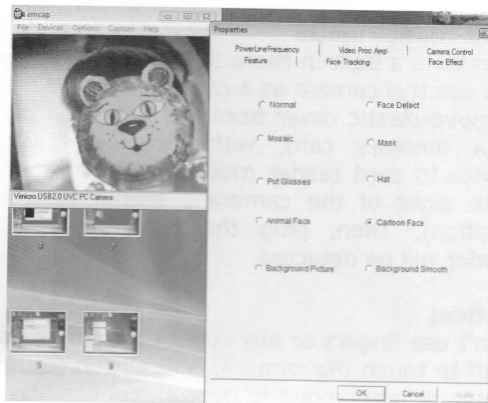 amcap
File Devices Options Capture Help
Vimicro USB2.0 UVC PC Camera
Properties
PowerLineFrequency Video Proc Amp Camera Control
Feature Face Tracking Face Effect
Normal Face Detect
Mosaic Mask
Put Glasses Hat
Animal Face Cartoon Face
Background Picture Background Smooth
OK Cancel Apply